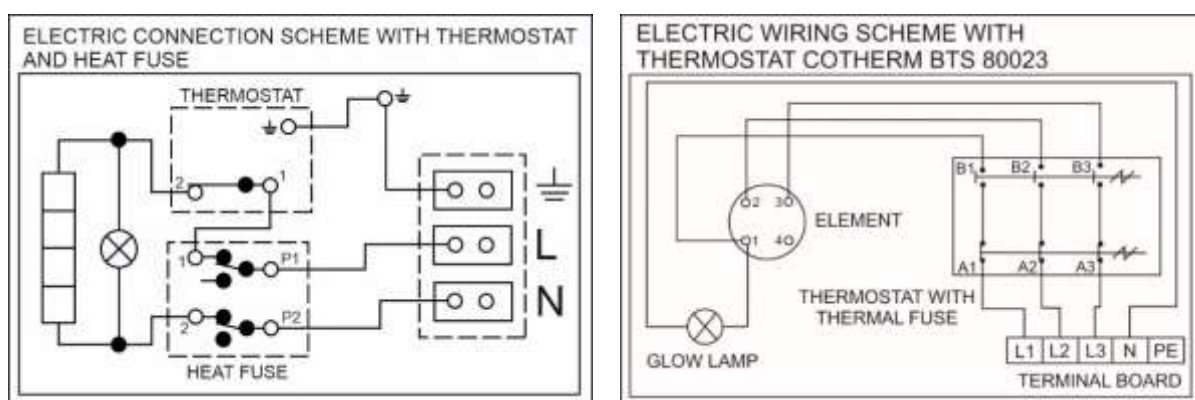 ELECTRIC CONNECTION SCHEME WITH THERMOSTAT
AND HEAT FUSE
THERMOSTAT
2
1
L
1
P1
N
2
P2
HEAT FUSE
ELECTRIC WIRING SCHEME WITH
THERMOSTAT COTHERM BTS 80023
B1 B2 B3
2 3
ELEMENT
1 4
A1 A2 A3
THERMOSTAT WITH
THERMAL FUSE
GLOW LAMP
L1 L2 L3 N PE
TERMINAL BOARD